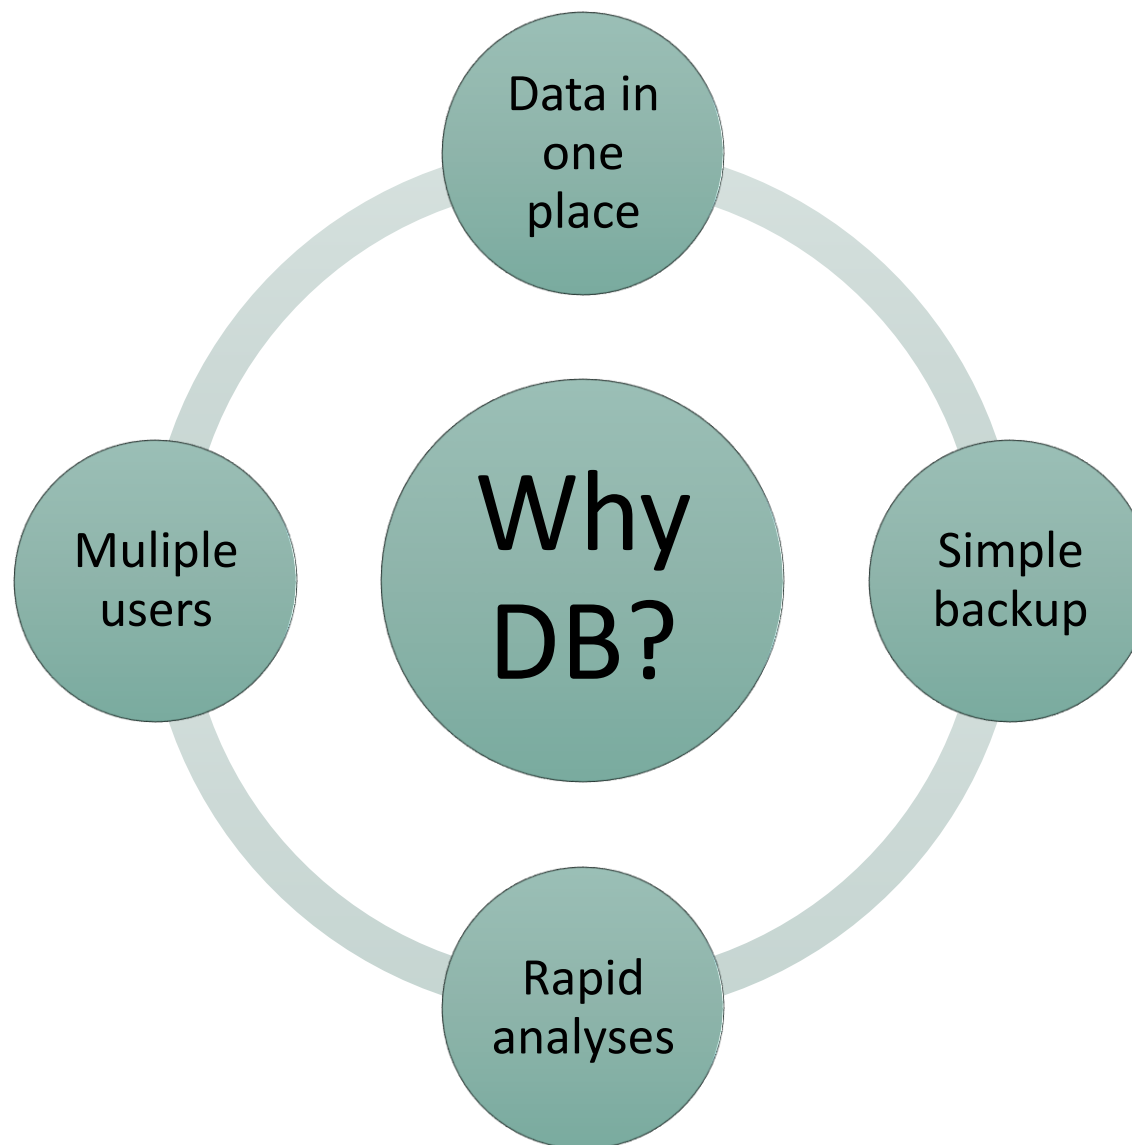 Data in
one
place
Why
DB?
Muliple
users
Simple
backup
Rapid
analyses